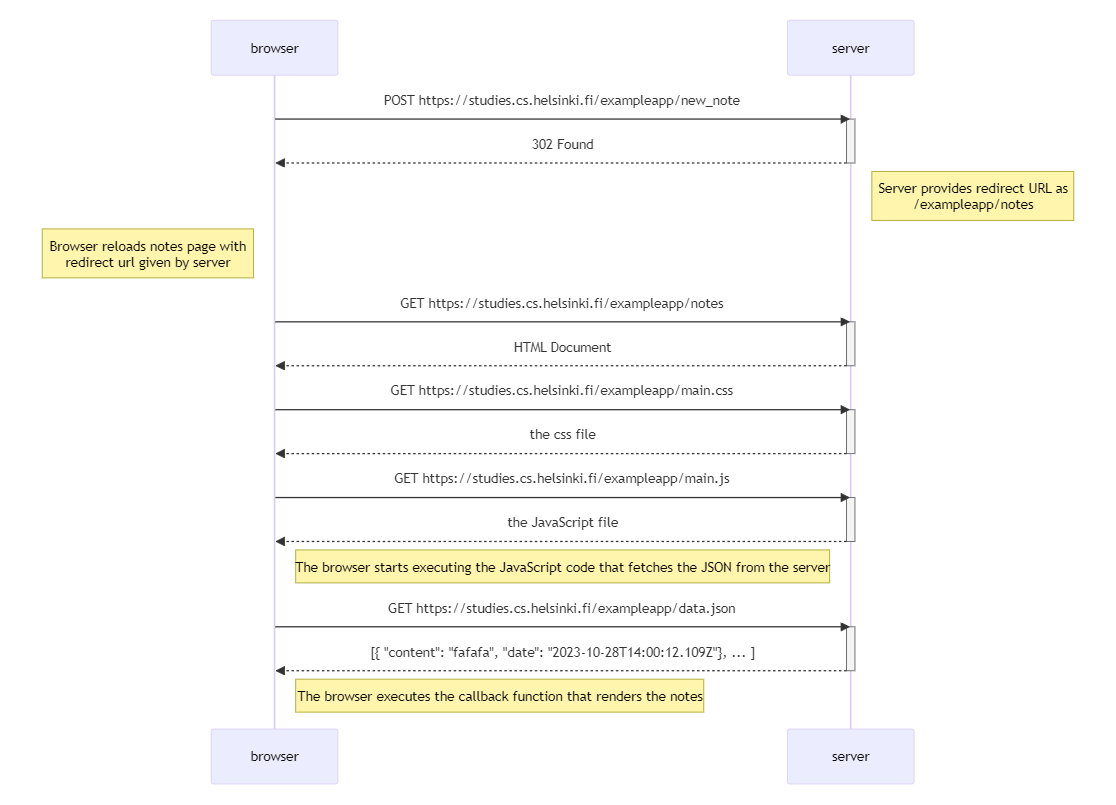 browser
server
POST https://studies.cs.helsinki.fi/exampleapp/new_note
302 Found
Server provides redirect URL as
/exampleapp/notes
Browser reloads notes page with
redirect url given by server
GET https://studies.cs.helsinki.fi/exampleapp/notes
HTML Document
GET https://studies.cs.helsinki.fi/exampleapp/main.css
the css file
GET https://studies.cs.helsinki.fi/exampleapp/main.js
the JavaScript file
The browser starts executing the JavaScript code that fetches the JSON from the server
GET https://studies.cs.helsinki.fi/exampleapp/data.json
[{ "content": "fafafa", "date": "2023-10-28T14:00:12.109Z"}, ... ]
The browser executes the callback function that renders the notes
browser
server